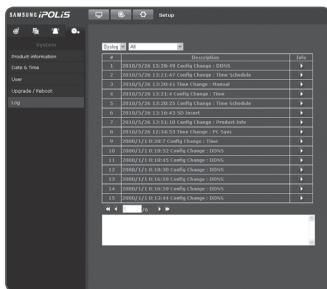 SAMSUNG iPOLiS
Setup
System
Product information
Date & Time
User
Upgrade / Reboot
Log
Syslog All
# Description Info
1 2010/5/26 13:28:49 Config Change : DDNS
2 2010/5/26 13:21:47 Config Change : Time Schedule
3 2010/5/26 13:20:41 Time Change : Manual
4 2010/5/26 13:21:4 Config Change : Time
5 2010/5/26 13:20:25 Config Change : Time Schedule
6 2010/5/26 13:16:43 SD Insert
7 2010/5/26 12:51:10 Config Change : Product Info
8 2010/5/26 12:34:53 Time Change : PC Sync
9 2000/1/1 0:20:7 Config Change : Time
10 2000/1/1 0:18:52 Config Change : DDNS
11 2000/1/1 0:18:45 Config Change : DDNS
12 2000/1/1 0:18:30 Config Change : DDNS
13 2000/1/1 0:16:59 Config Change : DDNS
14 2000/1/1 0:16:39 Config Change : DDNS
15 2000/1/1 0:13:44 Config Change : DDNS